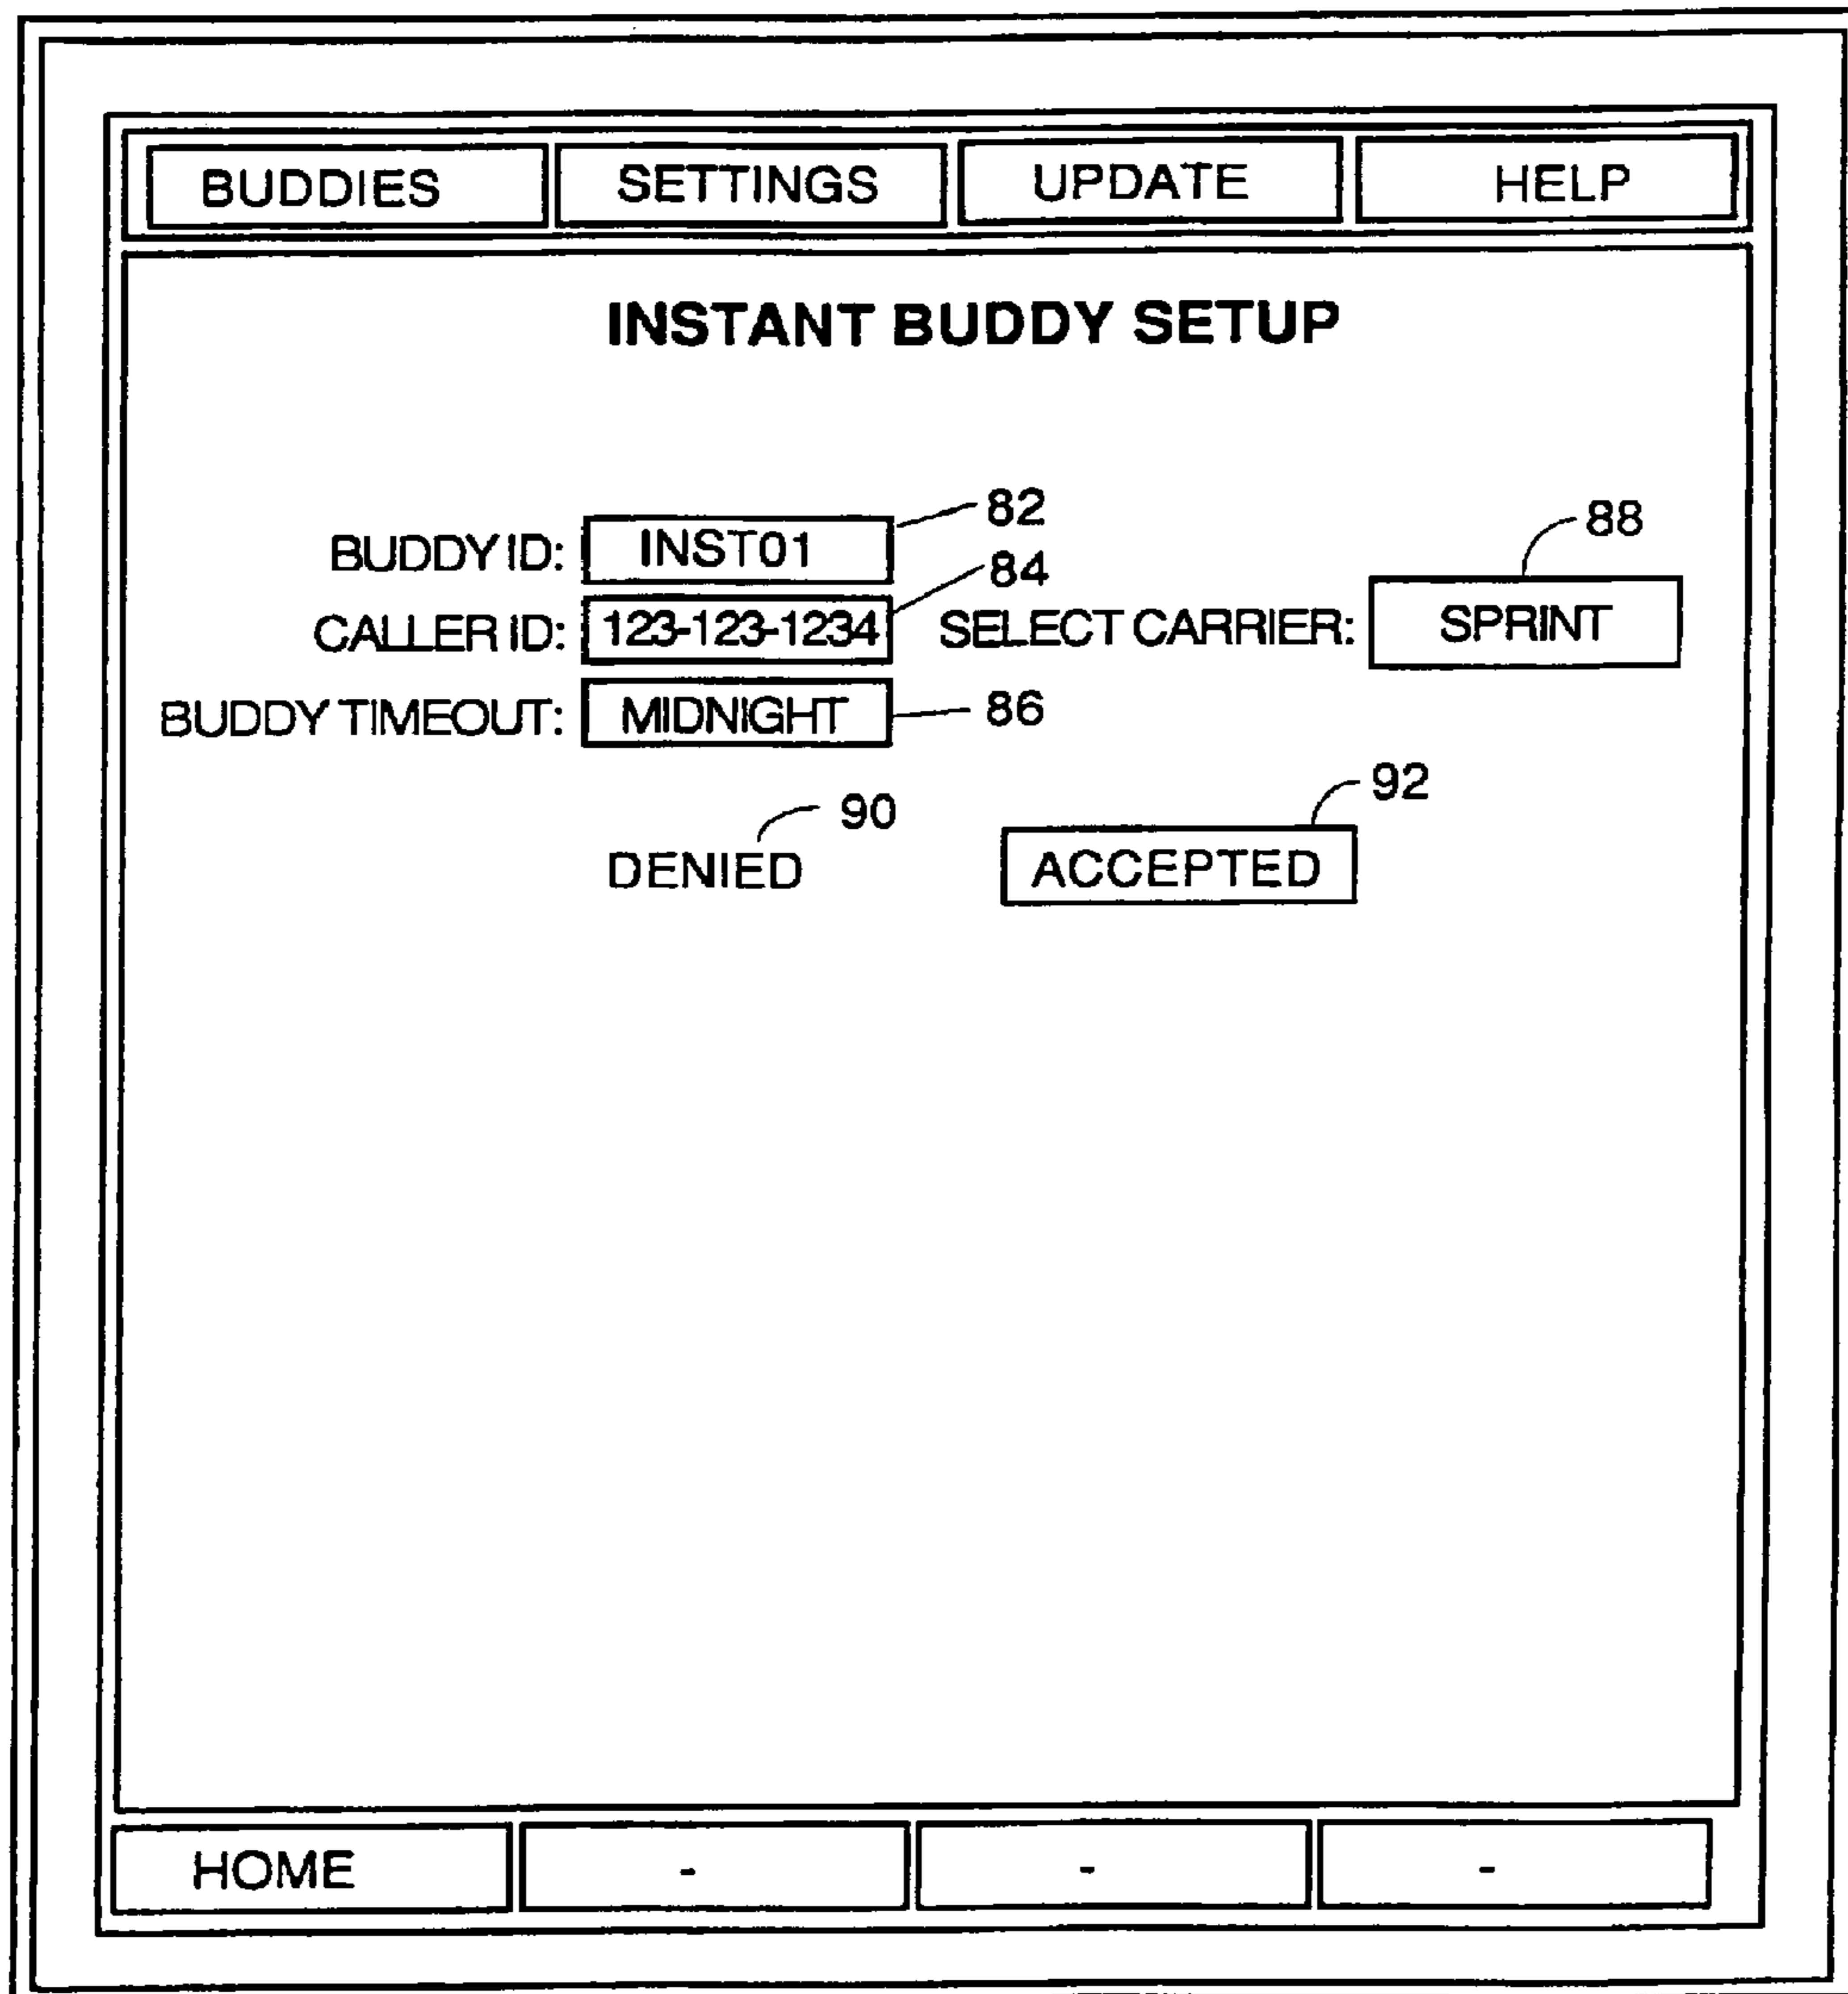 BUDDIES SETTINGS UPDATE HELP
INSTANT BUDDY SETUP
BUDDY ID: INST01 82
88
CALLER ID: 123-123-1234 84 SELECT CARRIER: SPRINT
BUDDY TIMEOUT: MIDNIGHT 86
90 92
DENIED ACCEPTED
HOME - - -